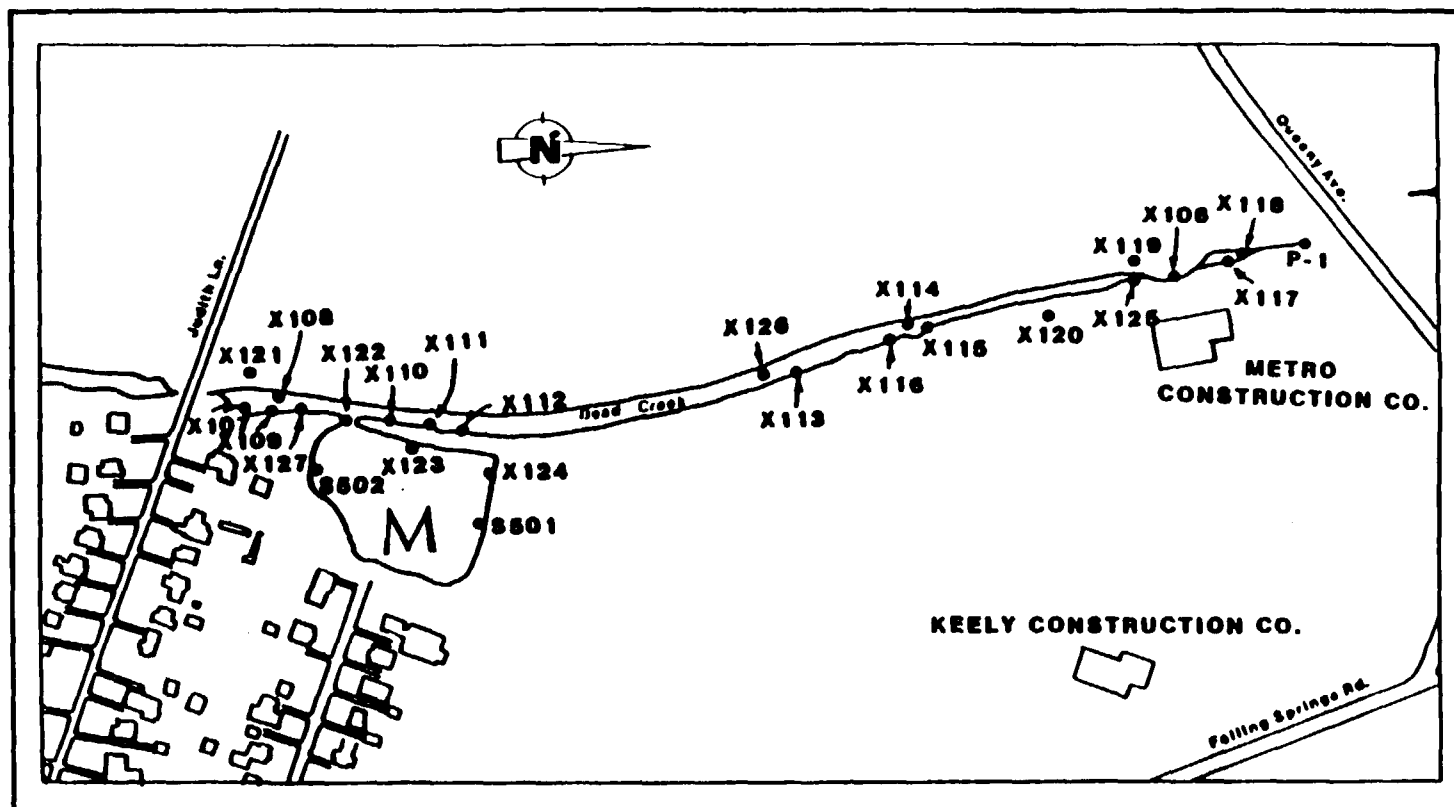 N
Queeny Ave.
Judith Ln.
X106
X118
X119
P-1
X117
X125
X120
X114
X115
X116
X126
X113
METRO
CONSTRUCTION CO.
X108
X121
X122
X111
X110
X112
Dead Creek
X107
X109
X127
X123
X124
S502
S501
M
KEELY CONSTRUCTION CO.
Falling Springs Rd.